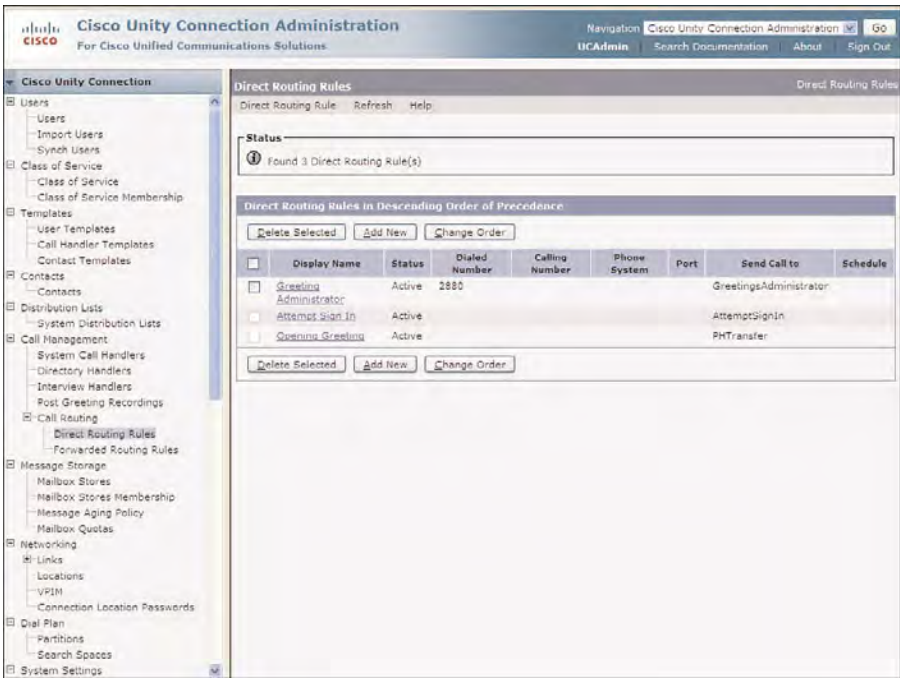 Cisco Unity Connection Administration
For Cisco Unified Communications Solutions
cisco
Navigation Cisco Unity Connection Administration Go
UCAdmin Search Documentation About Sign Out
Cisco Unity Connection
Users
Users
Import Users
Synch Users
Class of Service
Class of Service
Class of Service Membership
Templates
User Templates
Call Handler Templates
Contact Templates
Contacts
Contacts
Distribution Lists
System Distribution Lists
Call Management
System Call Handlers
Directory Handlers
Interview Handlers
Post Greeting Recordings
Call Routing
Direct Routing Rules
Forwarded Routing Rules
Message Storage
Mailbox Stores
Mailbox Stores Membership
Message Aging Policy
Mailbox Quotas
Networking
Links
Locations
VPIM
Connection Location Passwords
Dial Plan
Partitions
Search Spaces
System Settings
Direct Routing Rules Direct Routing Rules
Direct Routing Rule Refresh Help
Status
Found 3 Direct Routing Rule(s)
Direct Routing Rules in Descending Order of Precedence
Delete Selected Add New Change Order
Display Name Status Dialed Number Calling Number Phone System Port Send Call to Schedule
Greeting Administrator Active 2880 GreetingsAdministrator
Attempt Sign In Active AttemptSignIn
Opening Greeting Active PHTransfer
Delete Selected Add New Change Order